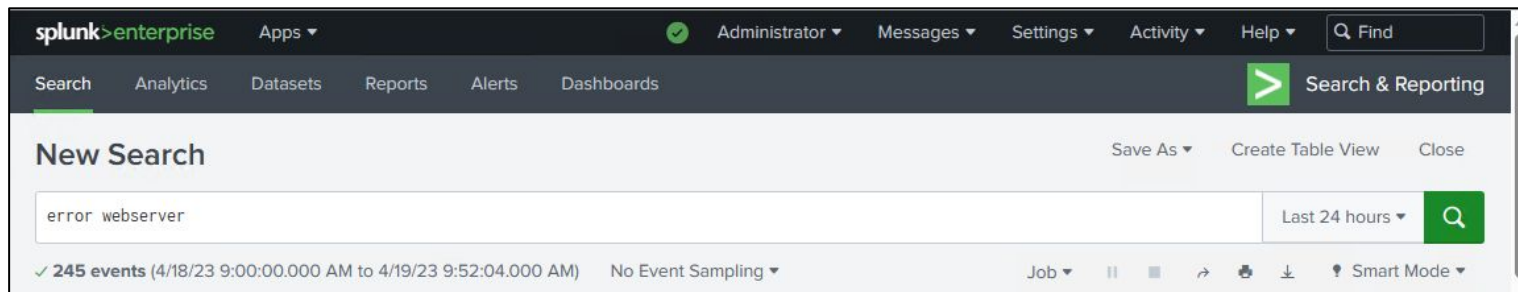 splunk>enterprise Apps Administrator Messages Settings Activity Help Find
Search Analytics Datasets Reports Alerts Dashboards Search & Reporting
New Search Save As Create Table View Close
error webserver Last 24 hours
245 events (4/18/23 9:00:00.000 AM to 4/19/23 9:52:04.000 AM) No Event Sampling Job Smart Mode